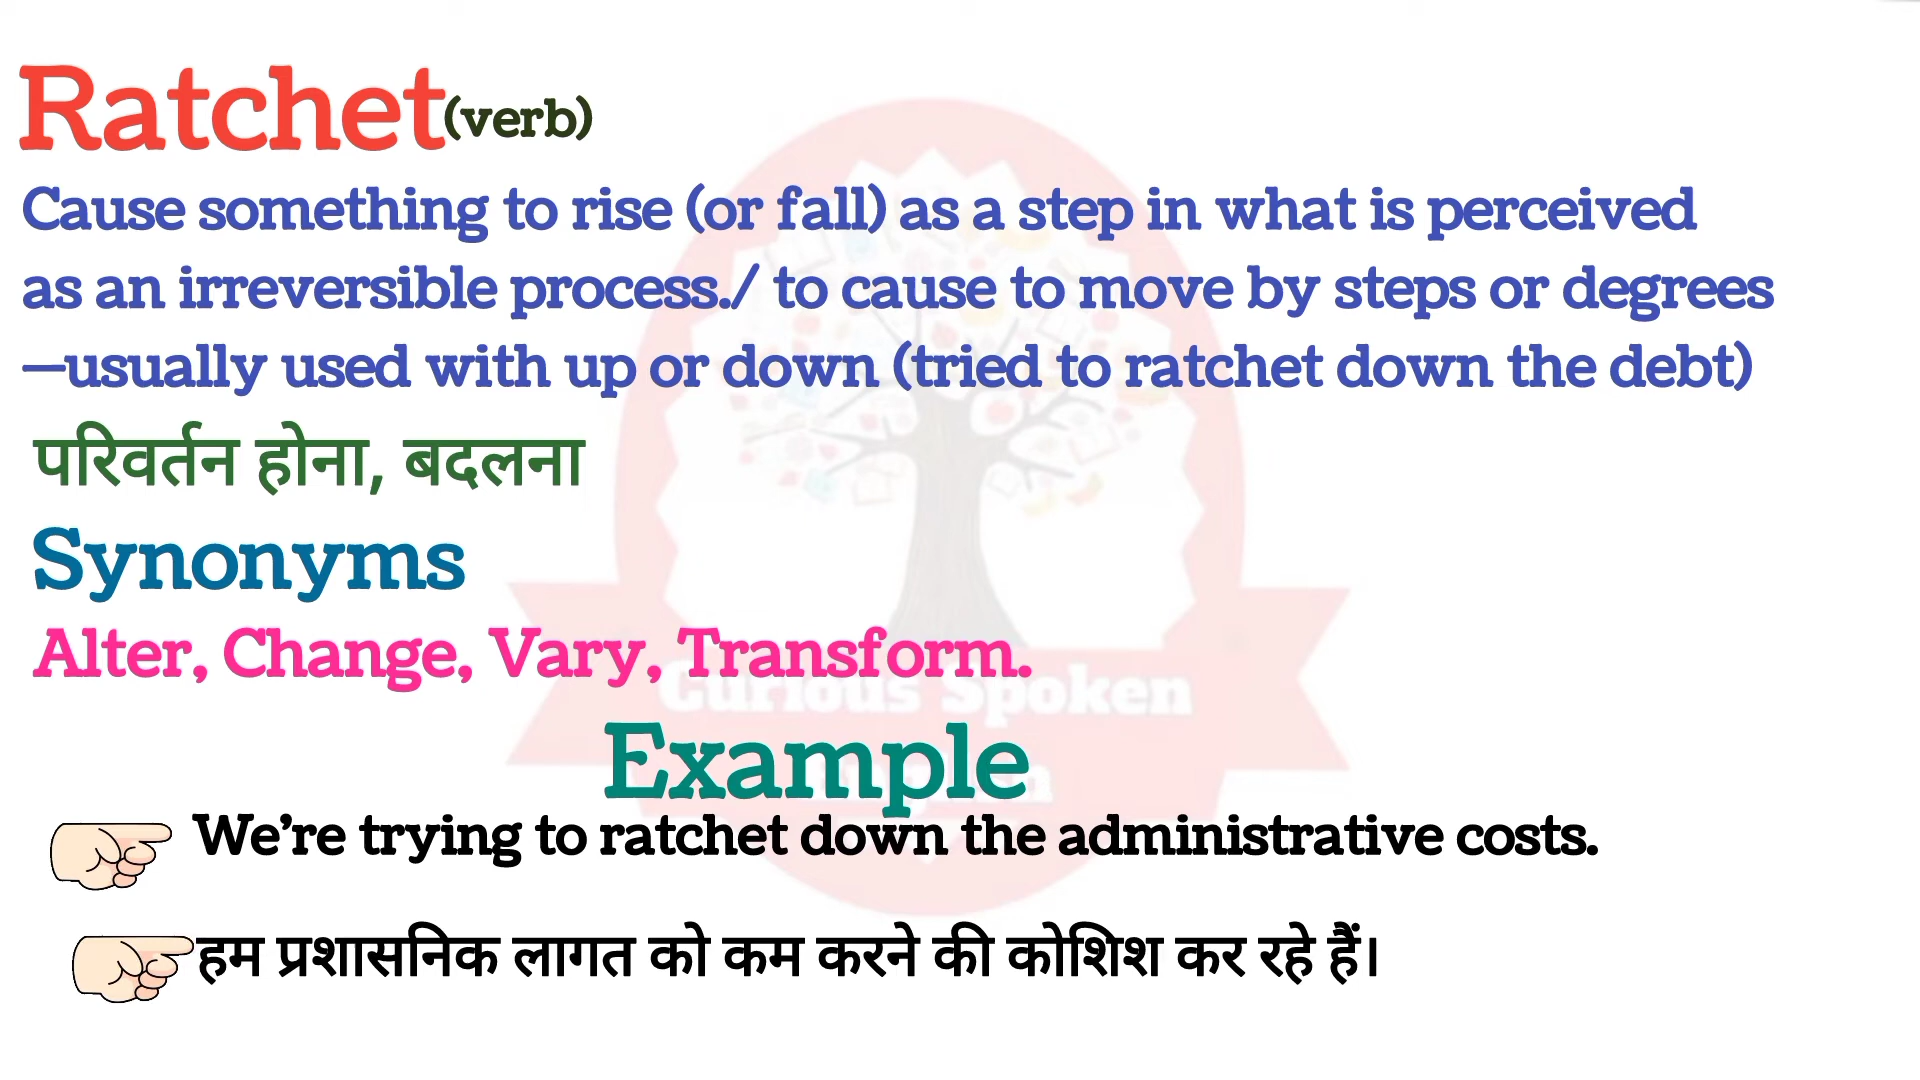 Ratchet(verb)
Cause something to rise (or fall) as a step in what is perceived
as an irreversible process./ to cause to move by steps or degrees
—usually used with up or down (tried to ratchet down the debt)
परिवर्तन होना, बदलना
Synonyms
Alter, Change, Vary, Transform.
Curious Spoken
Example
We're trying to ratchet down the administrative costs.
हम प्रशासनिक लागत को कम करने की कोशिश कर रहे हैं।